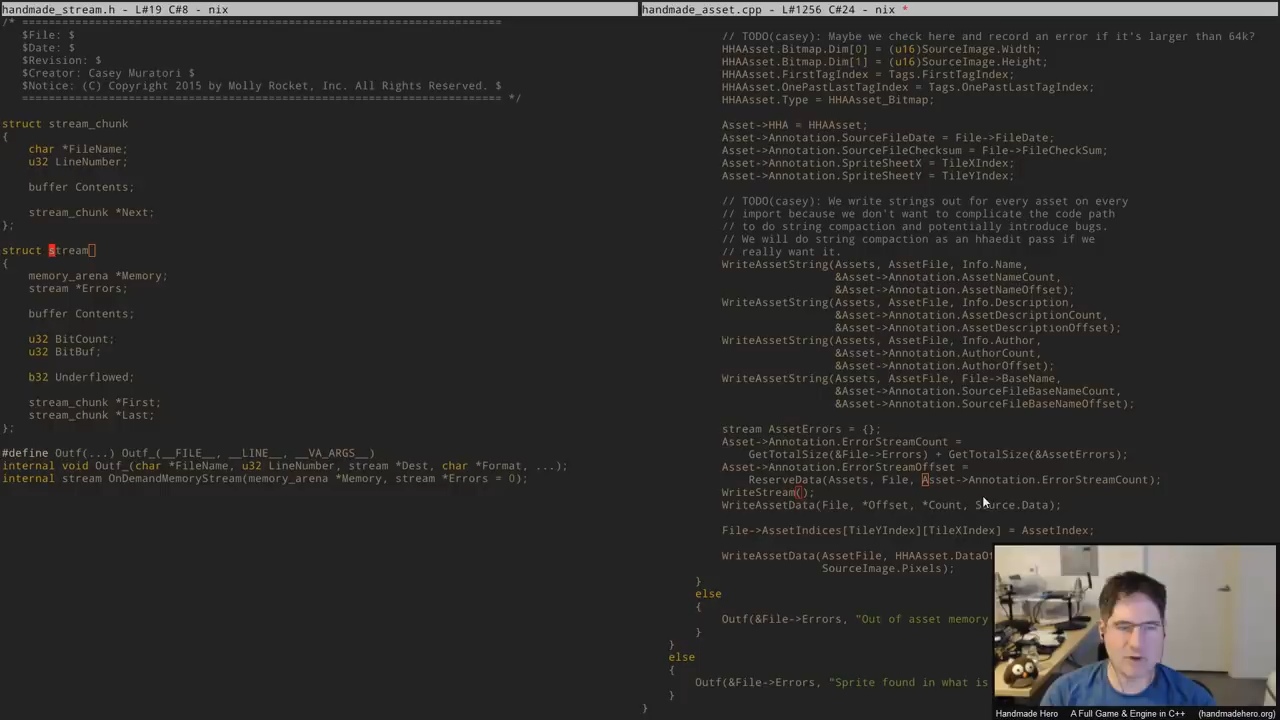 handmade_stream.h - L#19 C#8 - nix
/* ========================================================================
$File: $
$Date: $
$Revision: $
$Creator: Casey Muratori $
$Notice: (C) Copyright 2015 by Molly Rocket, Inc. All Rights Reserved. $
======================================================================== */
struct stream_chunk
{
char *FileName;
u32 LineNumber;
buffer Contents;
stream_chunk *Next;
};
struct stream
{
memory_arena *Memory;
stream *Errors;
buffer Contents;
u32 BitCount;
u32 BitBuf;
b32 Underflowed;
stream_chunk *First;
stream_chunk *Last;
};
#define Outf(...) Outf_(__FILE__, __LINE__, __VA_ARGS__)
internal void Outf_(char *FileName, u32 LineNumber, stream *Dest, char *Format, ...);
internal stream OnDemandMemoryStream(memory_arena *Memory, stream *Errors = 0);
handmade_asset.cpp - L#1256 C#24 - nix *
// TODO(casey): Maybe we check here and record an error if it's larger than 64k?
HHAAsset.Bitmap.Dim[0] = (u16)SourceImage.Width;
HHAAsset.Bitmap.Dim[1] = (u16)SourceImage.Height;
HHAAsset.FirstTagIndex = Tags.FirstTagIndex;
HHAAsset.OnePastLastTagIndex = Tags.OnePastLastTagIndex;
HHAAsset.Type = HHAAsset_Bitmap;
Asset->HHA = HHAAsset;
Asset->Annotation.SourceFileDate = File->FileDate;
Asset->Annotation.SourceFileChecksum = File->FileCheckSum;
Asset->Annotation.SpriteSheetX = TileXIndex;
Asset->Annotation.SpriteSheetY = TileYIndex;
// TODO(casey): We write strings out for every asset on every
// import because we don't want to complicate the code path
// to do string compaction and potentially introduce bugs.
// We will do string compaction as an hhaedit pass if we
// really want it.
WriteAssetString(Assets, AssetFile, Info.Name,
&Asset->Annotation.AssetNameCount,
&Asset->Annotation.AssetNameOffset);
WriteAssetString(Assets, AssetFile, Info.Description,
&Asset->Annotation.AssetDescriptionCount,
&Asset->Annotation.AssetDescriptionOffset);
WriteAssetString(Assets, AssetFile, Info.Author,
&Asset->Annotation.AuthorCount,
&Asset->Annotation.AuthorOffset);
WriteAssetString(Assets, AssetFile, File->BaseName,
&Asset->Annotation.SourceFileBaseNameCount,
&Asset->Annotation.SourceFileBaseNameOffset);
stream AssetErrors = {};
Asset->Annotation.ErrorStreamCount =
GetTotalSize(&File->Errors) + GetTotalSize(&AssetErrors);
Asset->Annotation.ErrorStreamOffset =
ReserveData(Assets, File, Asset->Annotation.ErrorStreamCount);
WriteStream();
WriteAssetData(File, *Offset, *Count, Source.Data);
File->AssetIndices[TileYIndex][TileXIndex] = AssetIndex;
WriteAssetData(AssetFile, HHAAsset.DataOf
SourceImage.Pixels);
}
else
{
Outf(&File->Errors, "Out of asset memory
}
}
else
{
Outf(&File->Errors, "Sprite found in what is
}
}
Handmade Hero A Full Game & Engine in C++ (handmadehero.org)